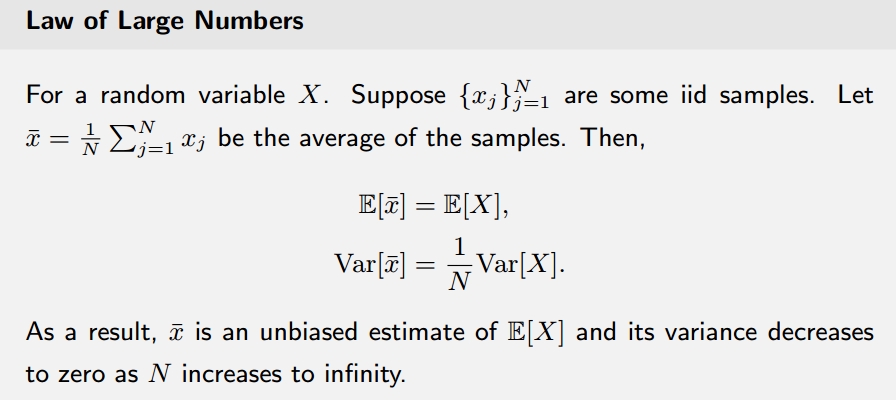 Law of Large Numbers
For a random variable $X$. Suppose $\{x_j\}_{j=1}^N$ are some iid samples. Let
$\bar{x} = \frac{1}{N} \sum_{j=1}^N x_j$ be the average of the samples. Then,
$\mathbb{E}[\bar{x}] = \mathbb{E}[X],$
$\mathrm{Var}[\bar{x}] = \frac{1}{N} \mathrm{Var}[X].$
As a result, $\bar{x}$ is an unbiased estimate of $\mathbb{E}[X]$ and its variance decreases
to zero as $N$ increases to infinity.